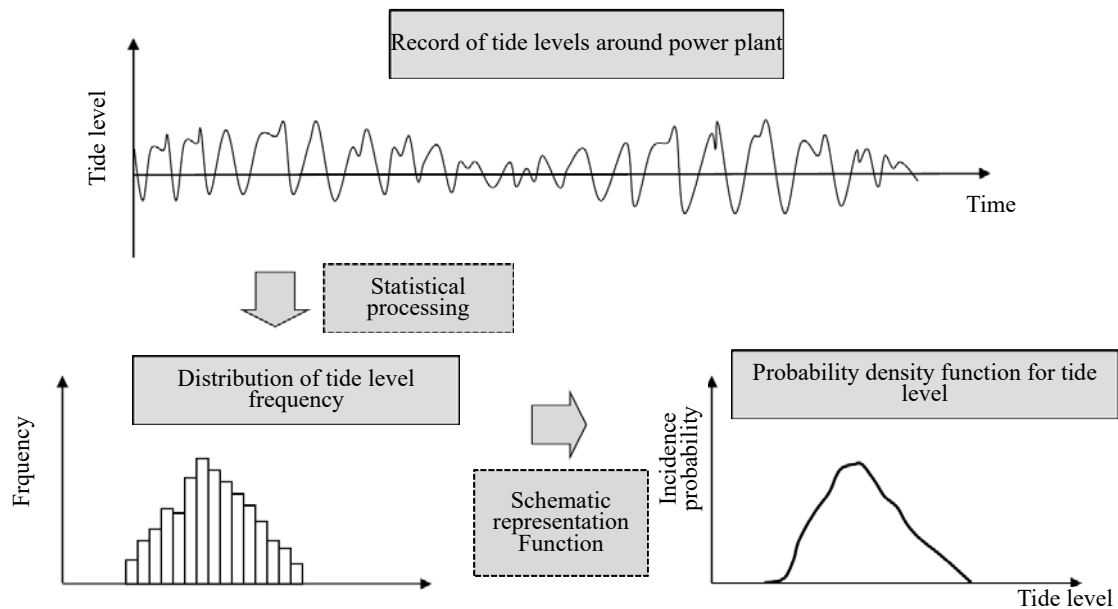 Record of tide levels around power plant
Tide level
Time
Statistical
processing
Distribution of tide level
frequency
Probability density function for tide
level
Frquency
Schematic
representation
Function
Incidence
probability
Tide level